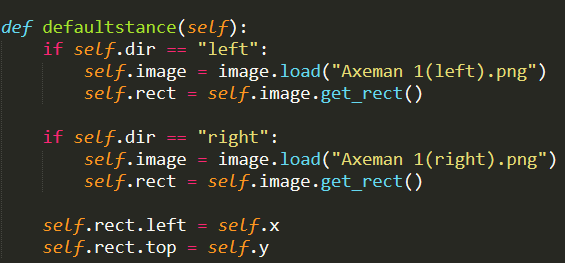 def defaultstance(self):
    if self.dir == "left":
        self.image = image.load("Axeman 1(left).png")
        self.rect = self.image.get_rect()
    if self.dir == "right":
        self.image = image.load("Axeman 1(right).png")
        self.rect = self.image.get_rect()
    self.rect.left = self.x
    self.rect.top = self.y